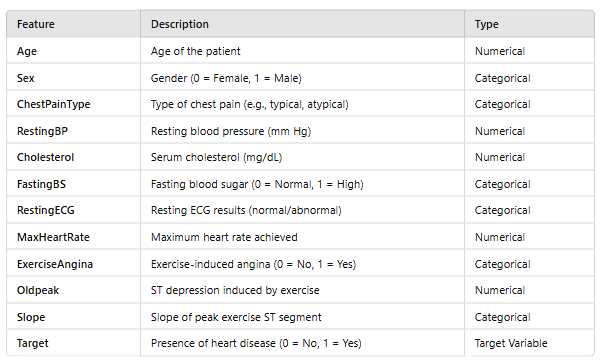 Feature Description Type
Age Age of the patient Numerical
Sex Gender (0 = Female, 1 = Male) Categorical
ChestPainType Type of chest pain (e.g., typical, atypical) Categorical
RestingBP Resting blood pressure (mm Hg) Numerical
Cholesterol Serum cholesterol (mg/dL) Numerical
FastingBS Fasting blood sugar (0 = Normal, 1 = High) Categorical
RestingECG Resting ECG results (normal/abnormal) Categorical
MaxHeartRate Maximum heart rate achieved Numerical
ExerciseAngina Exercise-induced angina (0 = No, 1 = Yes) Categorical
Oldpeak ST depression induced by exercise Numerical
Slope Slope of peak exercise ST segment Categorical
Target Presence of heart disease (0 = No, 1 = Yes) Target Variable